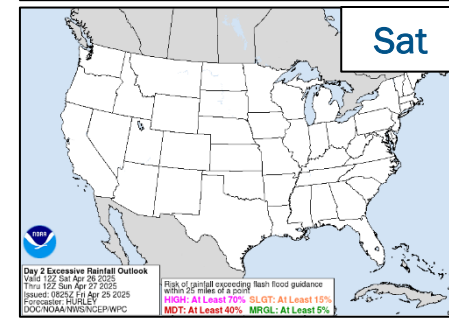 Sat
NOAA
Day 2 Excessive Rainfall Outlook
Valid 12Z Sat Apr 26 2025
Thru 12Z Sun Apr 27 2025
Issued: 0825Z Fri Apr 25 2025
Forecaster: HURLEY
DOC/NOAA/NWS/NCEP/WPC
Risk of rainfall exceeding flash flood guidance
within 25 miles of a point
HIGH: At Least 70% SLGT: At Least 15%
MDT: At Least 40% MRGL: At Least 5%